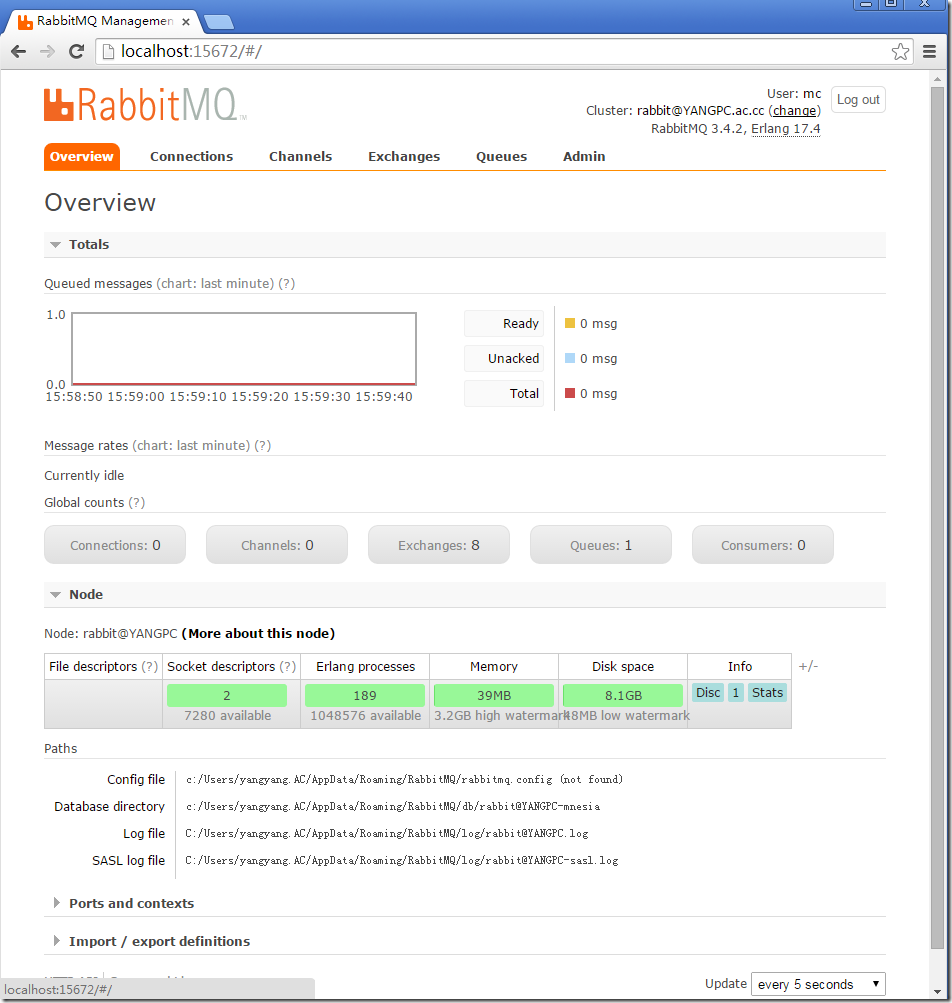 RabbitMQ Managemen
localhost:15672/#/
RabbitMQ™
User: mc
Log out
Cluster: rabbit@YANGPC.ac.cc (change)
RabbitMQ 3.4.2, Erlang 17.4
Overview Connections Channels Exchanges Queues Admin
Overview
Totals
Queued messages (chart: last minute) (?)
1.0
0.0
15:58:50 15:59:00 15:59:10 15:59:20 15:59:30 15:59:40
Ready 0 msg
Unacked 0 msg
Total 0 msg
Message rates (chart: last minute) (?)
Currently idle
Global counts (?)
Connections: 0 Channels: 0 Exchanges: 8 Queues: 1 Consumers: 0
Node
Node: rabbit@YANGPC (More about this node)
File descriptors (?) Socket descriptors (?) Erlang processes Memory Disk space Info +/-
2 189 39MB 8.1GB Disc 1 Stats
7280 available 1048576 available 3.2GB high watermark 48MB low watermark
Paths
Config file c:/Users/yangyang.AC/AppData/Roaming/RabbitMQ/rabbitmq.config (not found)
Database directory c:/Users/yangyang.AC/AppData/Roaming/RabbitMQ/db/rabbit@YANGPC-mnesia
Log file C:/Users/yangyang.AC/AppData/Roaming/RabbitMQ/log/rabbit@YANGPC.log
SASL log file C:/Users/yangyang.AC/AppData/Roaming/RabbitMQ/log/rabbit@YANGPC-sasl.log
Ports and contexts
Import / export definitions
Update every 5 seconds
localhost:15672/#/